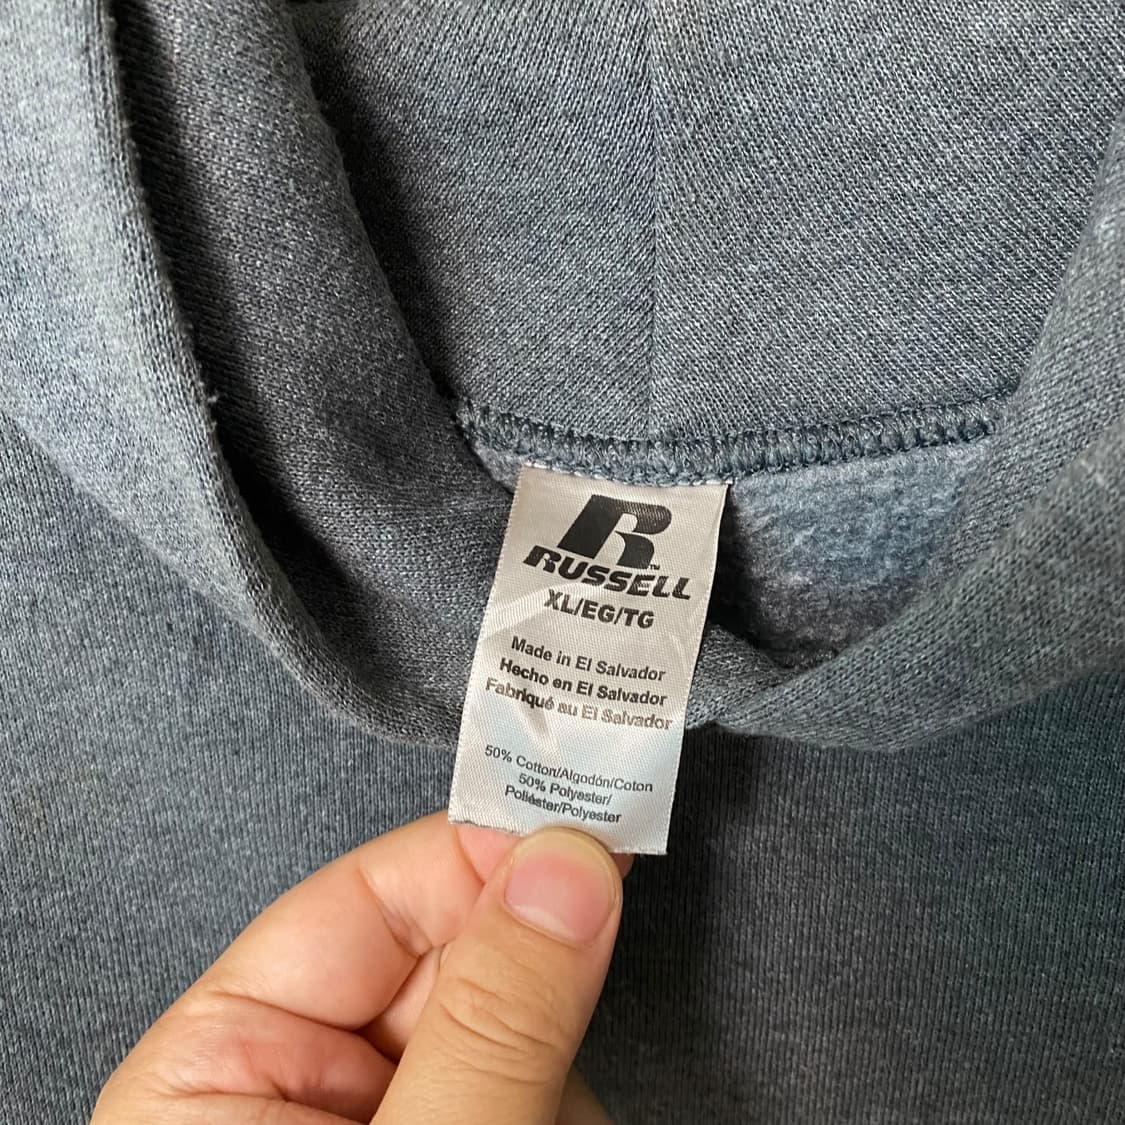 R
RUSSELL™
XL/EG/TG
Made in El Salvador
Hecho en El Salvador
Fabriqué au El Salvador
50% Cotton/Algodón/Coton
50% Polyester/
Poliéster/Polyester